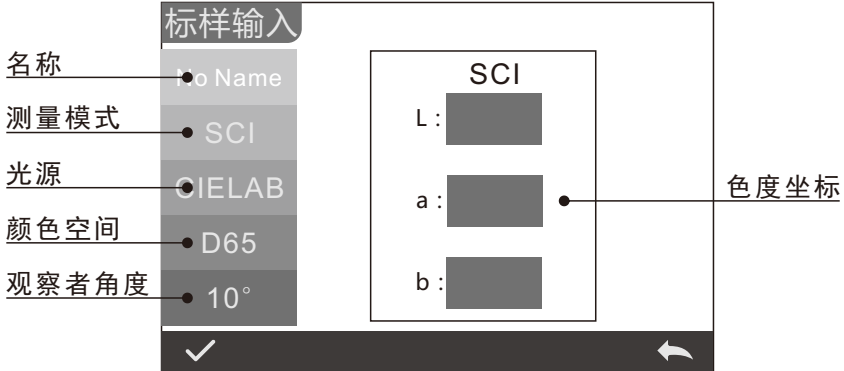 标样输入
名称
No Name
测量模式
SCI
光源
CIELAB
颜色空间
D65
观察者角度
10°
SCI
L :
a :
b :
色度坐标